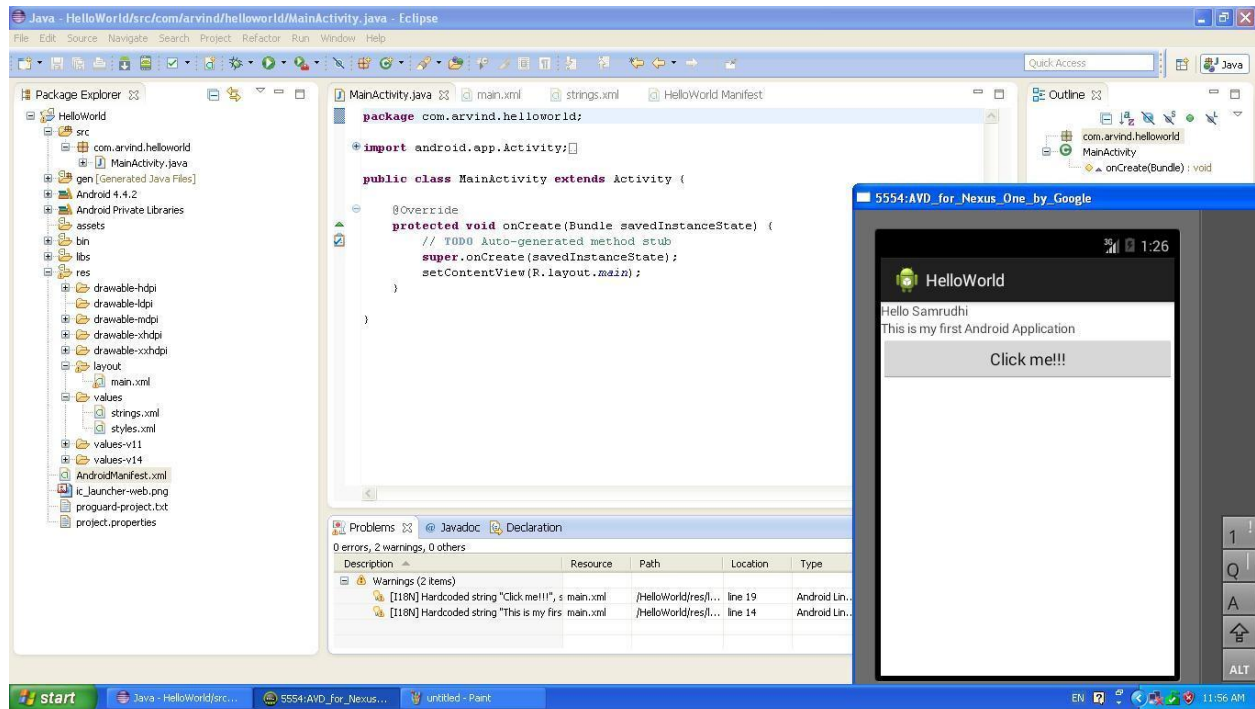 Java - HelloWorld/src/com/arvind/helloworld/MainActivity.java - Eclipse
File Edit Source Navigate Search Project Refactor Run Window Help
Quick Access
Java
Package Explorer
HelloWorld
src
com.arvind.helloworld
MainActivity.java
gen [Generated Java Files]
Android 4.4.2
Android Private Libraries
assets
bin
libs
res
drawable-hdpi
drawable-ldpi
drawable-mdpi
drawable-xhdpi
drawable-xxhdpi
layout
main.xml
values
strings.xml
styles.xml
values-v11
values-v14
AndroidManifest.xml
ic_launcher-web.png
proguard-project.txt
project.properties
MainActivity.java main.xml strings.xml HelloWorld Manifest
package com.arvind.helloworld;
import android.app.Activity;
public class MainActivity extends Activity {
@Override
protected void onCreate(Bundle savedInstanceState) {
// TODO Auto-generated method stub
super.onCreate(savedInstanceState);
setContentView(R.layout.main);
}
}
Outline
com.arvind.helloworld
MainActivity
onCreate(Bundle) : void
Problems @ Javadoc Declaration
0 errors, 2 warnings, 0 others
Description Resource Path Location Type
Warnings (2 items)
[I18N] Hardcoded string "Click me!!!", s main.xml /HelloWorld/res/l... line 19 Android Lin...
[I18N] Hardcoded string "This is my firs main.xml /HelloWorld/res/l... line 14 Android Lin...
5554:AVD_for_Nexus_One_by_Google
3G 1:26
HelloWorld
Hello Samrudhi
This is my first Android Application
Click me!!!
1 !
Q
A
ALT
start Java - HelloWorld/src... 5554:AVD_for_Nexus... untitled - Paint EN 11:56 AM